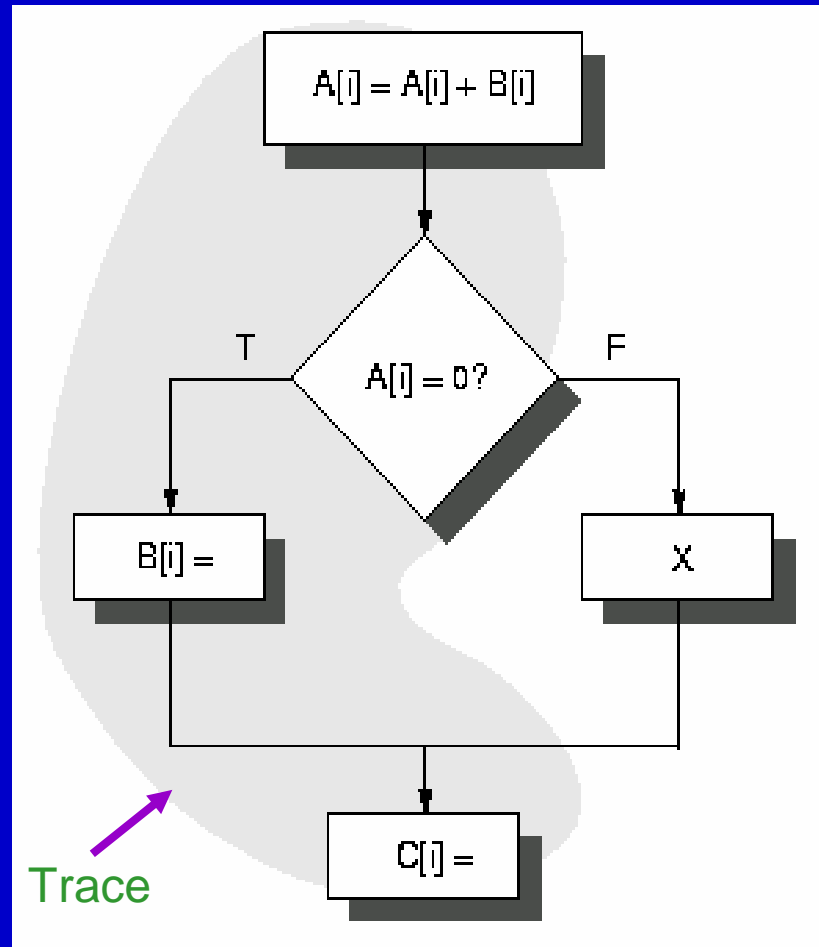 A[i] = A[i] + B[i]
T
F
A[i] = 0?
B[i] =
X
C[i] =
Trace